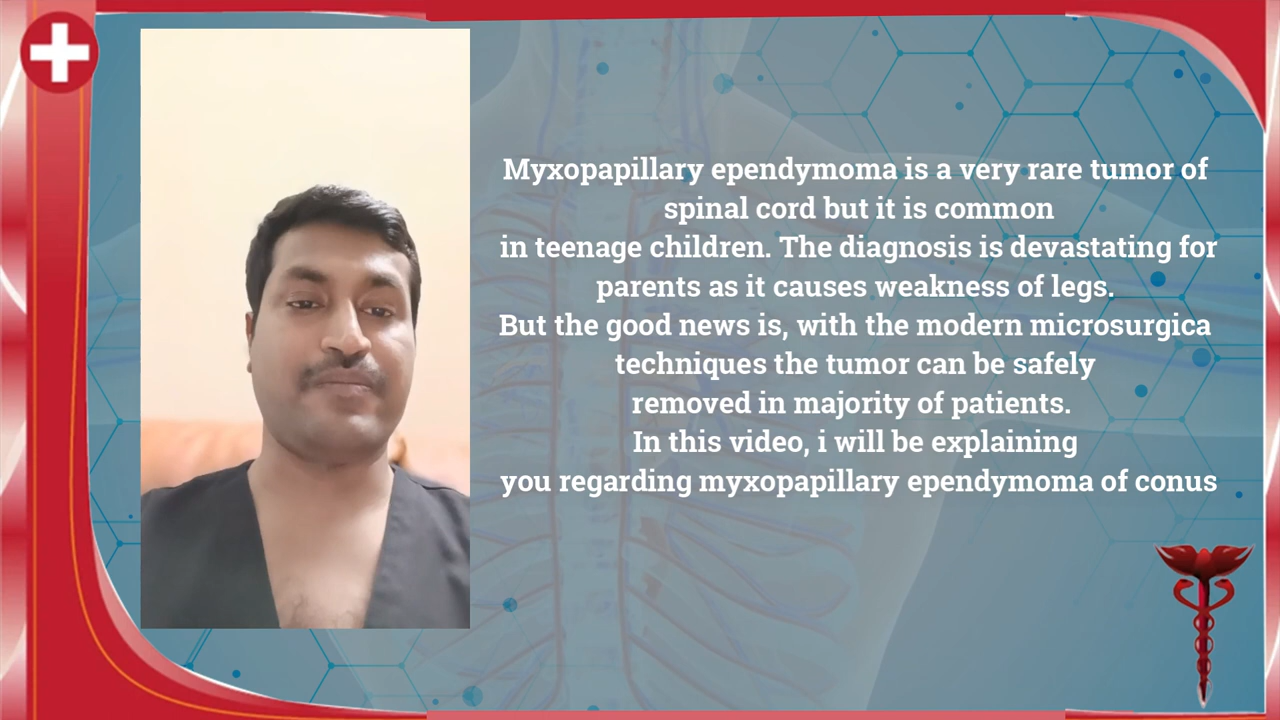 Myxopapillary ependymoma is a very rare tumor of
spinal cord but it is common
in teenage children. The diagnosis is devastating for
parents as it causes weakness of legs.
But the good news is, with the modern microsurgica
techniques the tumor can be safely
removed in majority of patients.
In this video, i will be explaining
you regarding myxopapillary ependymoma of conus